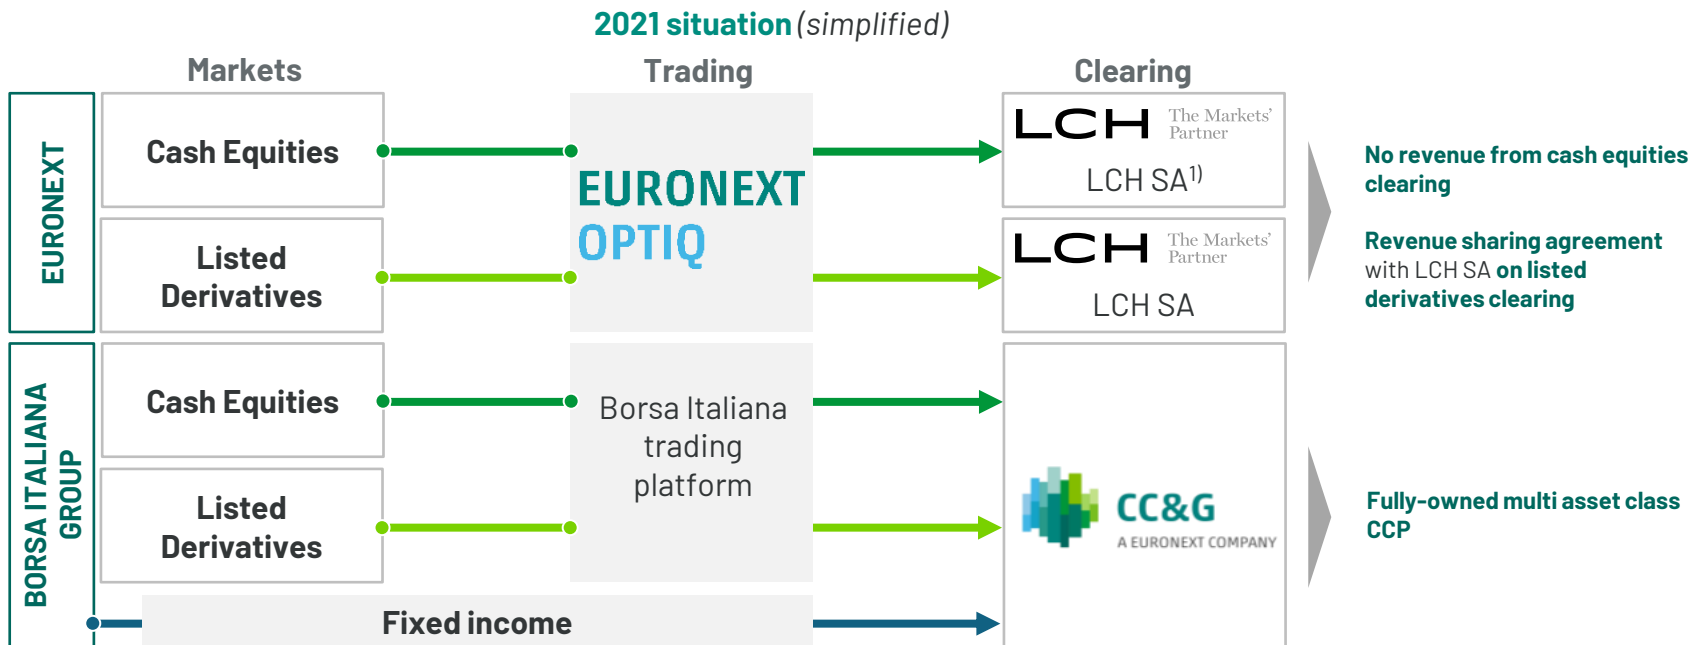 2021 situation (simplified)
Markets
Trading
Clearing
EURONEXT
Cash Equities
Listed
Derivatives
EURONEXT
OPTIQ
LCH The Markets'
Partner
LCH SA¹⁾
LCH The Markets'
Partner
LCH SA
No revenue from cash equities
clearing
Revenue sharing agreement
with LCH SA on listed
derivatives clearing
BORSA ITALIANA
GROUP
Cash Equities
Listed
Derivatives
Borsa Italiana
trading
platform
Fixed income
CC&G
A EURONEXT COMPANY
Fully-owned multi asset class
CCP